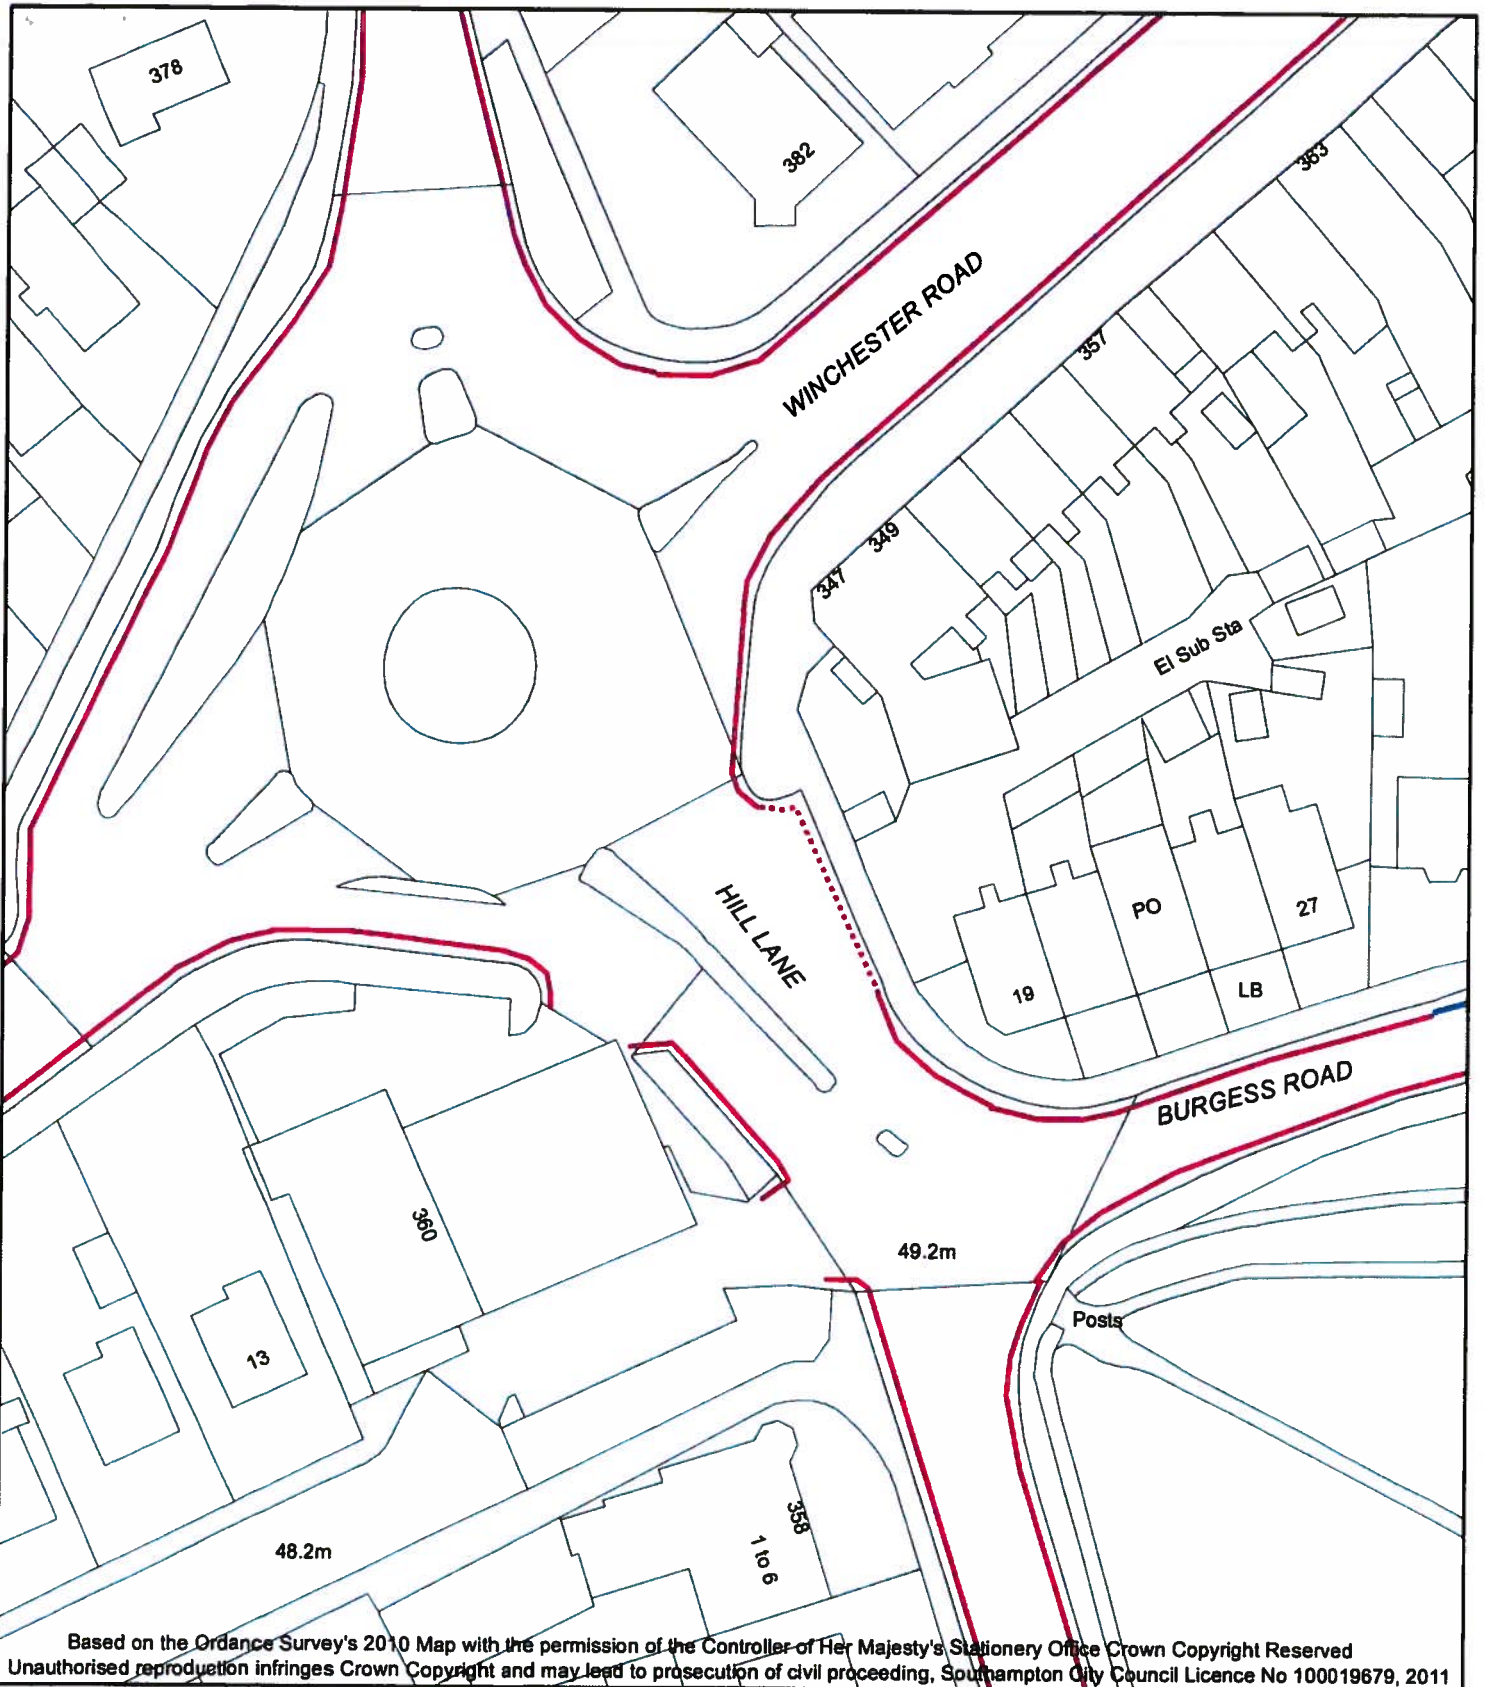 378
382
363
WINCHESTER ROAD
357
349
347
El Sub Sta
HILL LANE
PO
27
19
LB
BURGESS ROAD
360
49.2m
Posts
13
358
1 to 6
48.2m
Based on the Ordance Survey's 2010 Map with the permission of the Controller of Her Majesty's Stationery Office Crown Copyright Reserved
Unauthorised reproduction infringes Crown Copyright and may lead to prosecution of civil proceeding, Southampton City Council Licence No 100019679, 2011